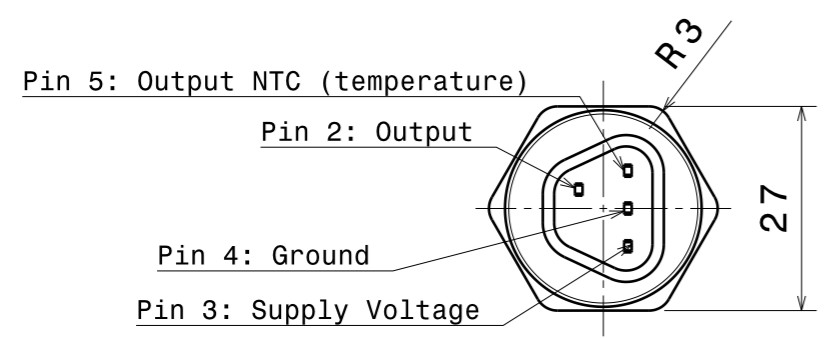 R3
Pin 5: Output NTC (temperature)
Pin 2: Output
27
Pin 4: Ground
Pin 3: Supply Voltage